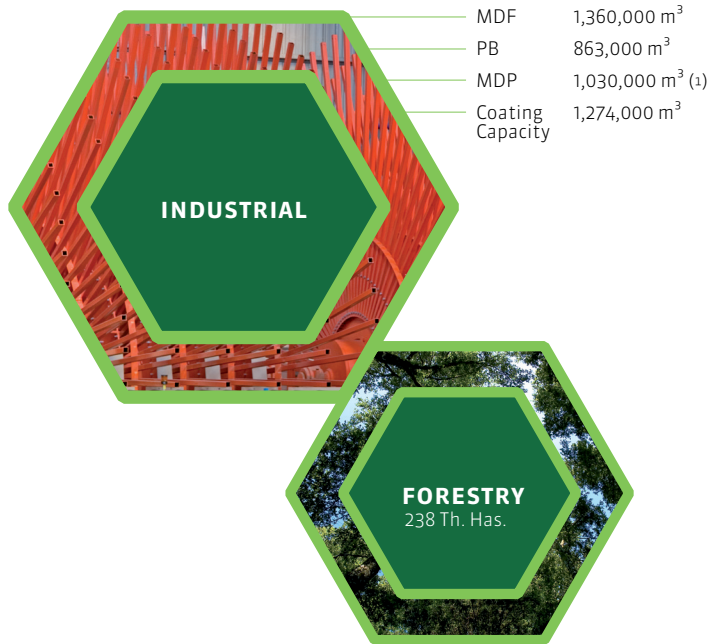 MDF 1,360,000 m³
PB 863,000 m³
MDP 1,030,000 m³ (1)
Coating 1,274,000 m³
Capacity
INDUSTRIAL
FORESTRY
238 Th. Has.